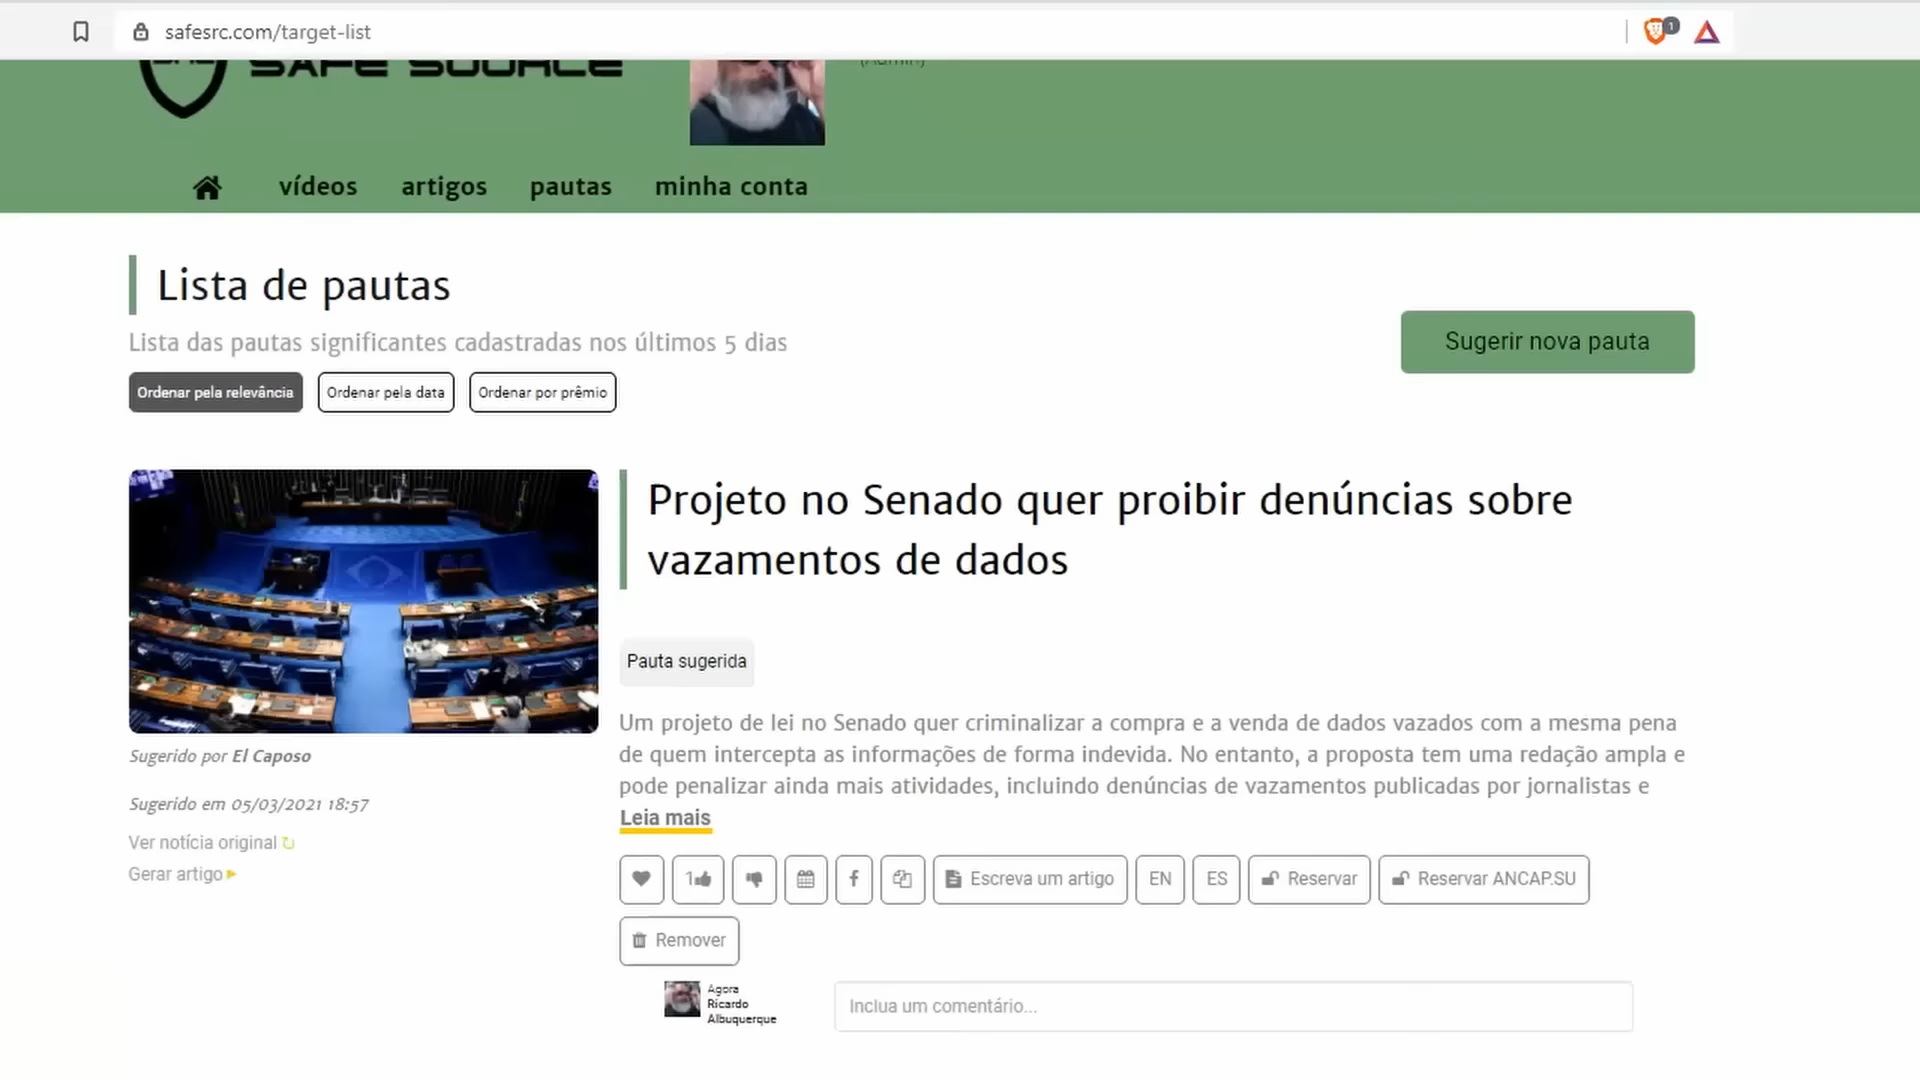 safesrc.com/target-list
1
SAFE SOURCE
(Admin)
vídeos
artigos
pautas
minha conta
Lista de pautas
Lista das pautas significantes cadastradas nos últimos 5 dias
Sugerir nova pauta
Ordenar pela relevância
Ordenar pela data
Ordenar por prêmio
Projeto no Senado quer proibir denúncias sobre
vazamentos de dados
Pauta sugerida
Um projeto de lei no Senado quer criminalizar a compra e a venda de dados vazados com a mesma pena
de quem intercepta as informações de forma indevida. No entanto, a proposta tem uma redação ampla e
pode penalizar ainda mais atividades, incluindo denúncias de vazamentos publicadas por jornalistas e
Leia mais
Sugerido por El Caposo
Sugerido em 05/03/2021 18:57
Ver notícia original
Gerar artigo
1
Escreva um artigo
EN
ES
Reservar
Reservar ANCAP.SU
Remover
Agora
Ricardo
Albuquerque
Inclua um comentário...